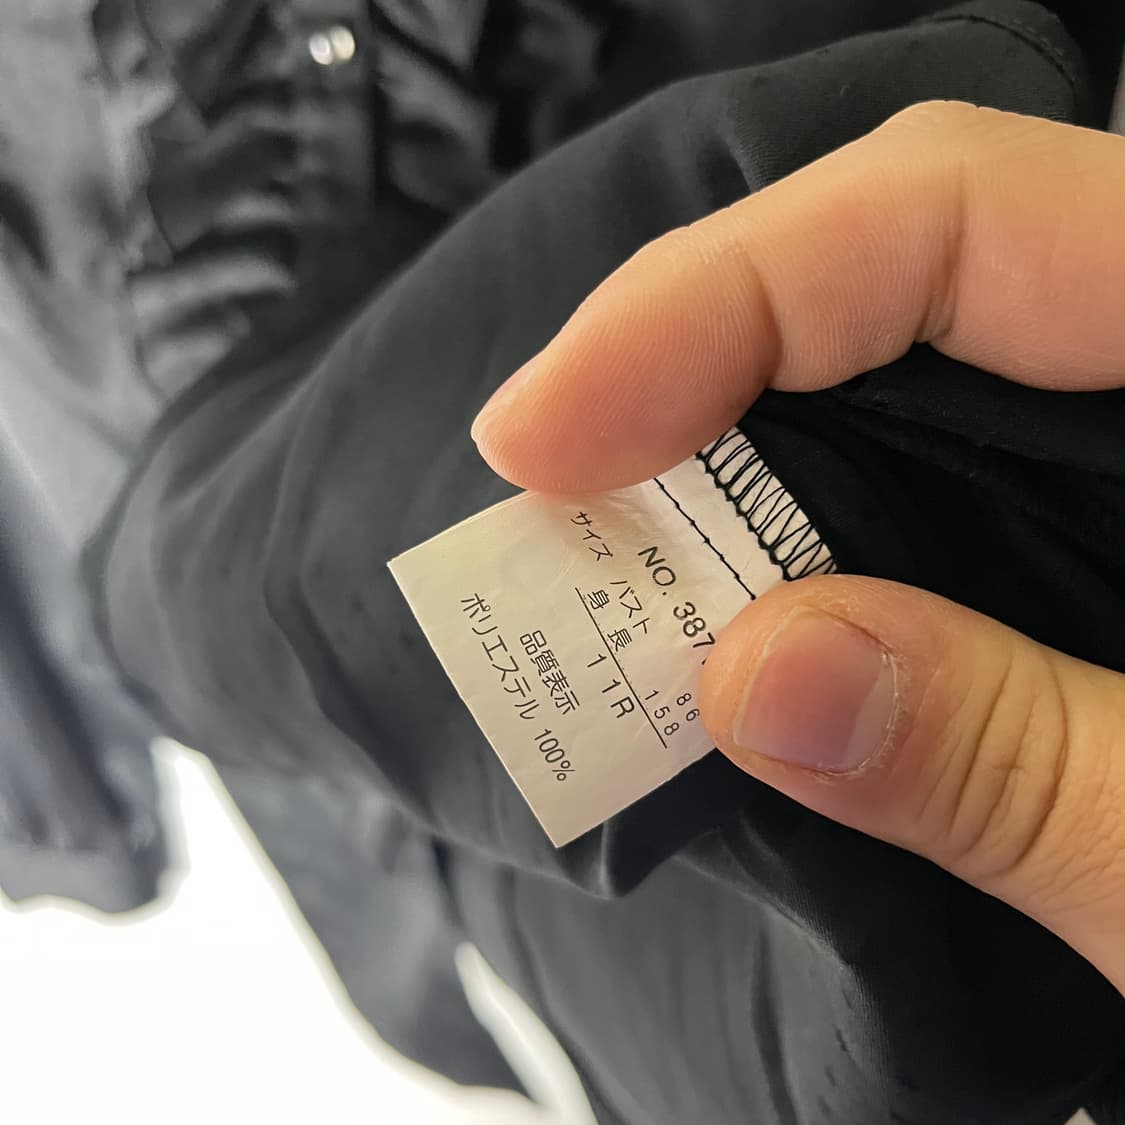 NO. 387
サイズ
バスト 86
身長 158
11R
品質表示
ポリエステル 100%